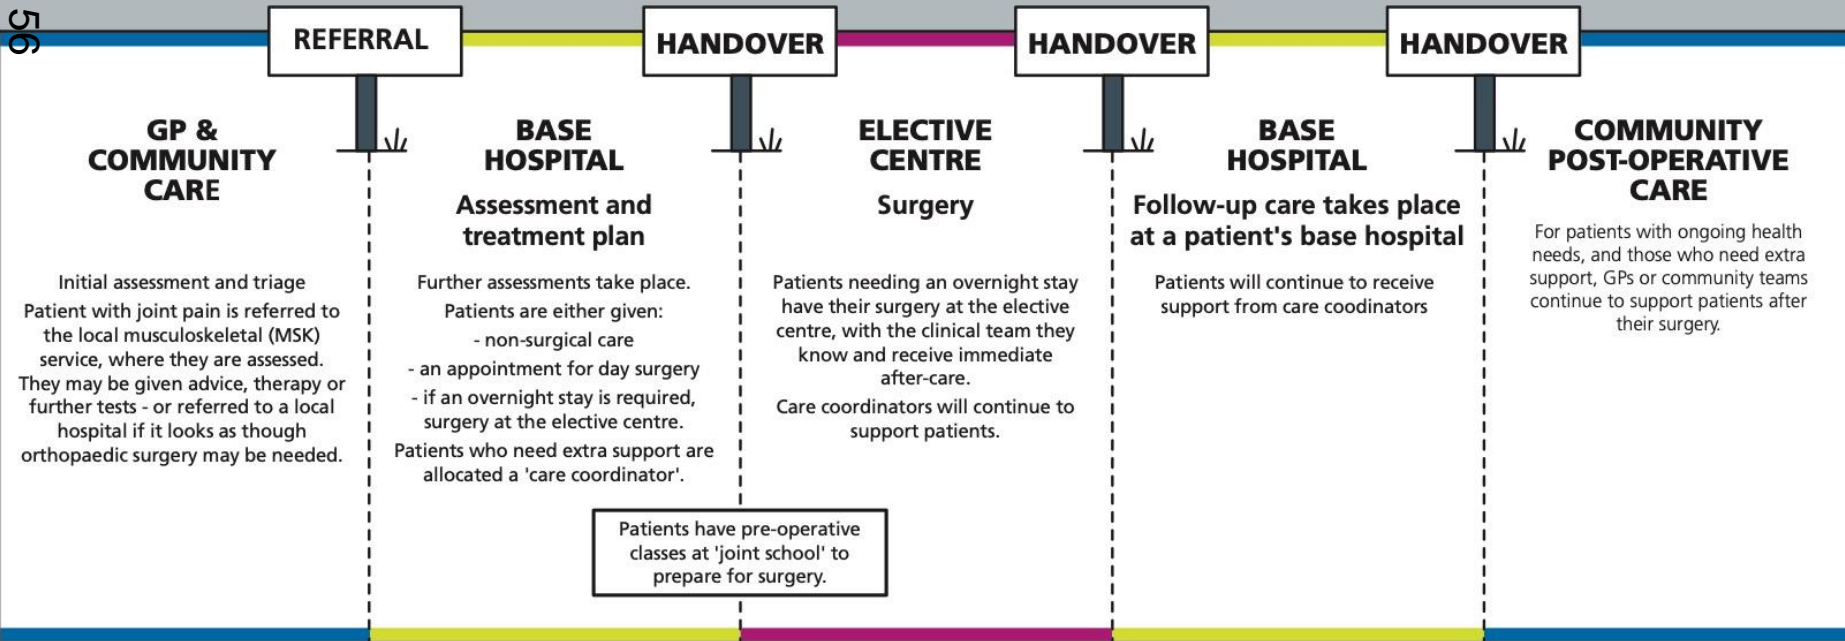 56
REFERRAL
HANDOVER
HANDOVER
HANDOVER
GP &
COMMUNITY
CARE
Initial assessment and triage
Patient with joint pain is referred to
the local musculoskeletal (MSK)
service, where they are assessed.
They may be given advice, therapy or
further tests - or referred to a local
hospital if it looks as though
orthopaedic surgery may be needed.
BASE
HOSPITAL
Assessment and
treatment plan
Further assessments take place.
Patients are either given:
- non-surgical care
- an appointment for day surgery
- if an overnight stay is required,
surgery at the elective centre.
Patients who need extra support are
allocated a 'care coordinator'.
Patients have pre-operative
classes at 'joint school' to
prepare for surgery.
ELECTIVE
CENTRE
Surgery
Patients needing an overnight stay
have their surgery at the elective
centre, with the clinical team they
know and receive immediate
after-care.
Care coordinators will continue to
support patients.
BASE
HOSPITAL
Follow-up care takes place
at a patient's base hospital
Patients will continue to receive
support from care coodinators
COMMUNITY
POST-OPERATIVE
CARE
For patients with ongoing health
needs, and those who need extra
support, GPs or community teams
continue to support patients after
their surgery.